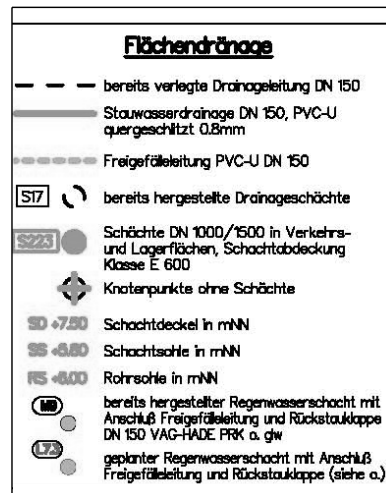 Flächendränage
bereits verlegte Drainageleitung DN 150
Stauwasserdrainage DN 150, PVC-U
quergeschlitzt 0.8mm
Freigefälleleitung PVC-U DN 150
S17 bereits hergestellte Drainageschächte
S223 Schächte DN 1000/1500 in Verkehrs-
und Lagerflächen, Schachtabdeckung
Klasse E 600
Knotenpunkte ohne Schächte
SD +7.50 Schachtdeckel in mNN
SS +5.60 Schachtsohle in mNN
RS +6.00 Rohrsohle in mNN
bereits hergestellter Regenwasserschacht mit
Anschluß Freigefälleleitung und Rückstauklappe
DN 150 VAG-HADE PRK o. glw
L7.3 geplanter Regenwasserschacht mit Anschluß
Freigefälleleitung und Rückstauklappe (siehe o.)